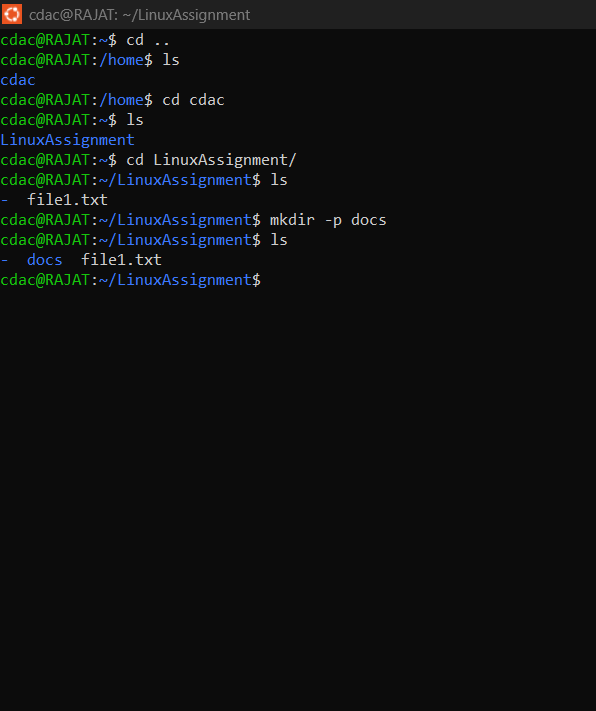 cdac@RAJAT: ~/LinuxAssignment
cdac@RAJAT:~$ cd ..
cdac@RAJAT:/home$ ls
cdac
cdac@RAJAT:/home$ cd cdac
cdac@RAJAT:~$ ls
LinuxAssignment
cdac@RAJAT:~$ cd LinuxAssignment/
cdac@RAJAT:~/LinuxAssignment$ ls
-  file1.txt
cdac@RAJAT:~/LinuxAssignment$ mkdir -p docs
cdac@RAJAT:~/LinuxAssignment$ ls
-  docs  file1.txt
cdac@RAJAT:~/LinuxAssignment$